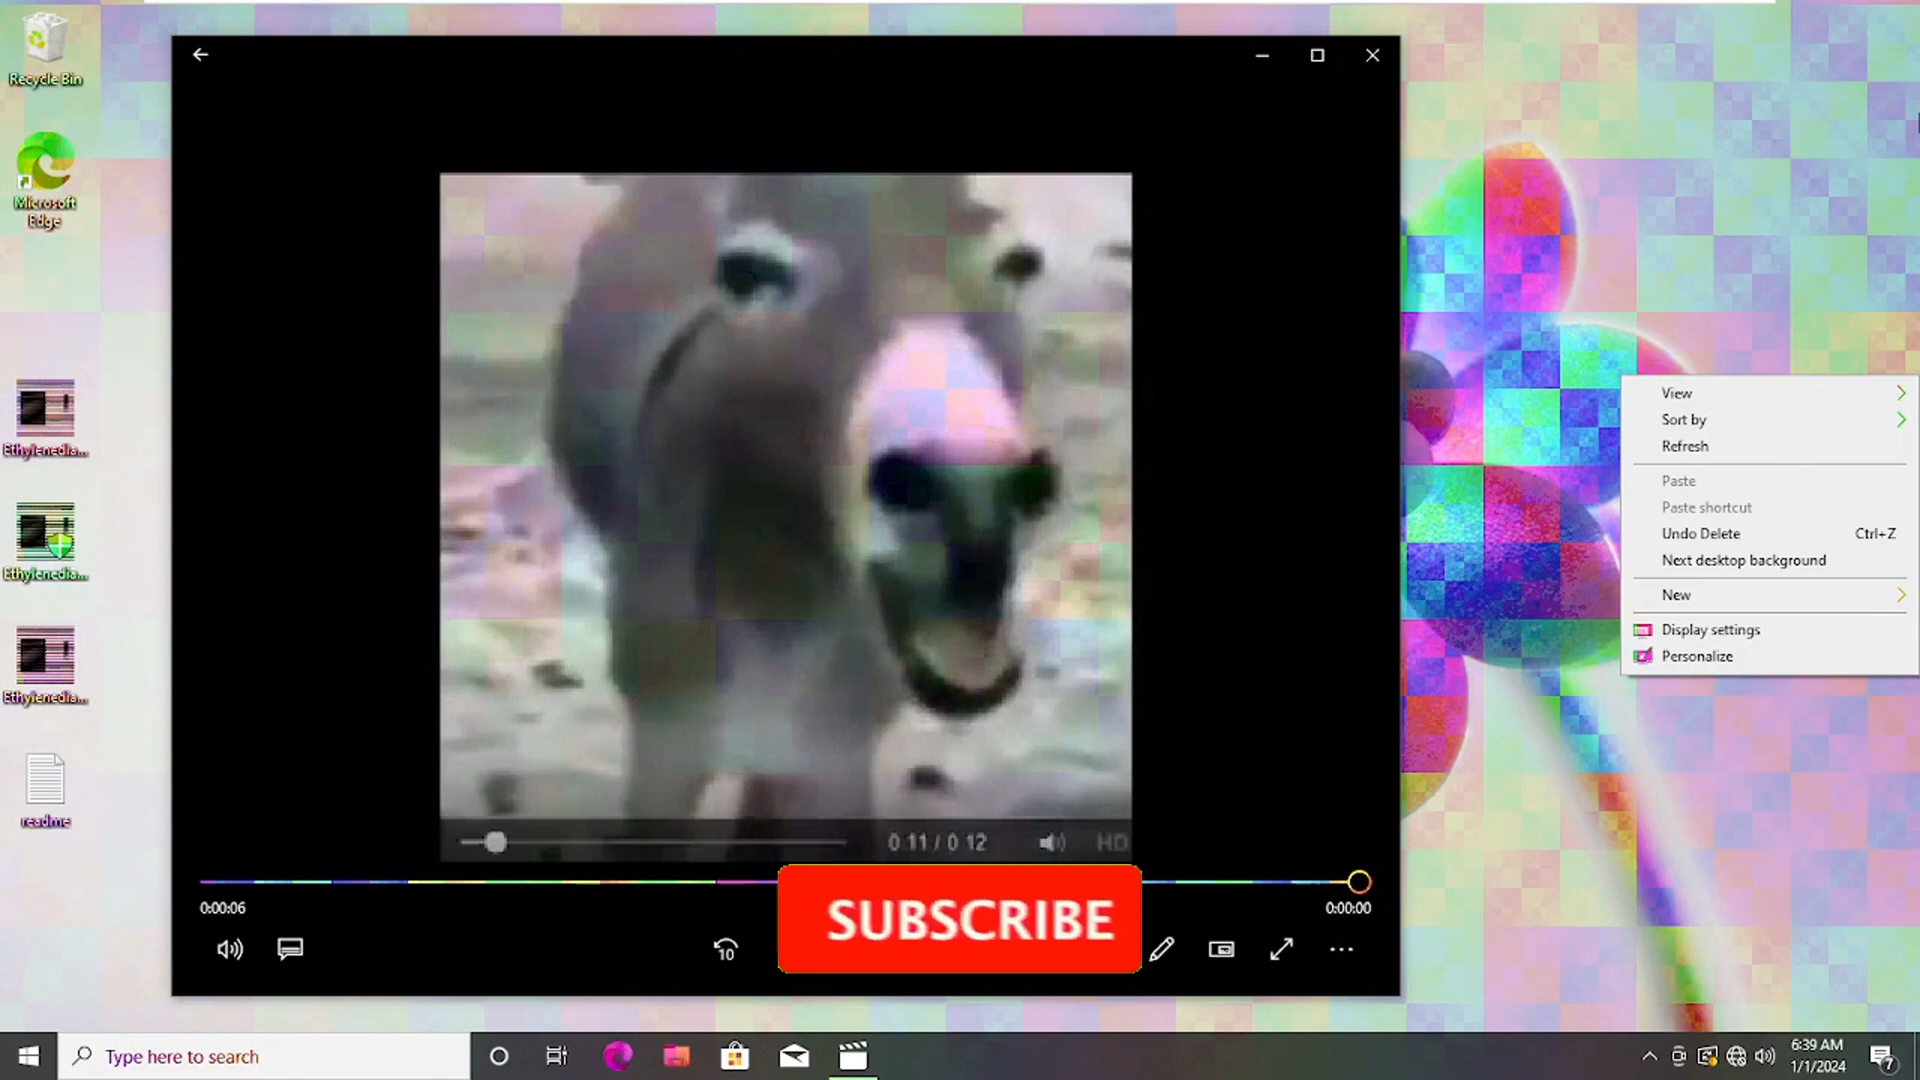 Recycle Bin
Microsoft
Edge
Ethylenedia...
Ethylenedia...
Ethylenedia...
readme
0:11 / 0:12
HD
0:00:06
0:00:00
10
SUBSCRIBE
View
Sort by
Refresh
Paste
Paste shortcut
Undo Delete Ctrl+Z
Next desktop background
New
Display settings
Personalize
Type here to search
6:39 AM
1/1/2024
7